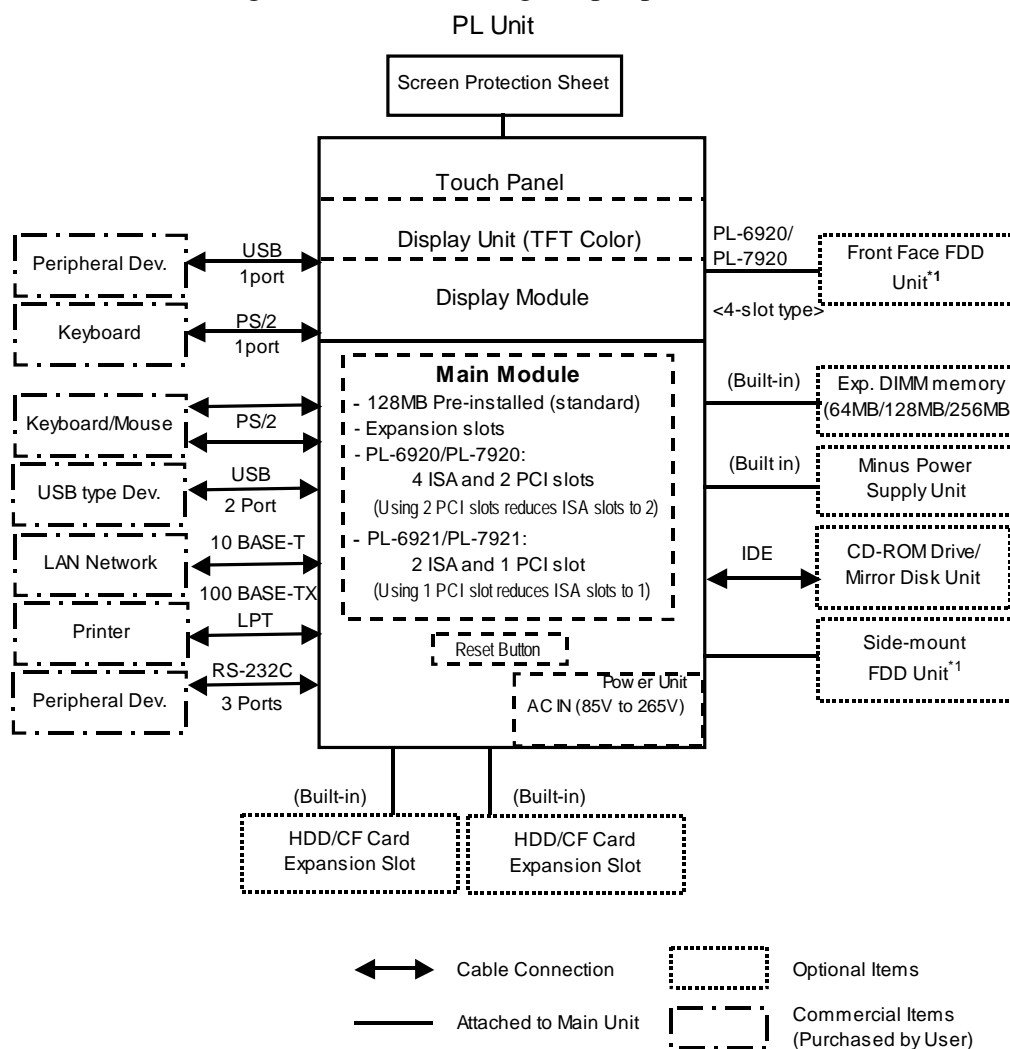 PL Unit
Screen Protection Sheet
Touch Panel
Display Unit (TFT Color)
Display Module
Peripheral Dev.
USB
1port
Keyboard
PS/2
1port
Keyboard/Mouse
PS/2
USB type Dev.
USB
2 Port
LAN Network
10 BASE-T
100 BASE-TX
Printer
LPT
Peripheral Dev.
RS-232C
3 Ports
Main Module
- 128MB Pre-installed (standard)
- Expansion slots
- PL-6920/PL-7920:
4 ISA and 2 PCI slots
(Using 2 PCI slots reduces ISA slots to 2)
- PL-6921/PL-7921:
2 ISA and 1 PCI slot
(Using 1 PCI slot reduces ISA slots to 1)
Reset Button
Power Unit
AC IN (85V to 265V)
PL-6920/
PL-7920
<4-slot type>
Front Face FDD
Unit*1
(Built-in)
Exp. DIMM memory
(64MB/128MB/256MB
(Built in)
Minus Power
Supply Unit
IDE
CD-ROM Drive/
Mirror Disk Unit
Side-mount
FDD Unit*1
(Built-in)
HDD/CF Card
Expansion Slot
(Built-in)
HDD/CF Card
Expansion Slot
Cable Connection
Optional Items
Attached to Main Unit
Commercial Items
(Purchased by User)